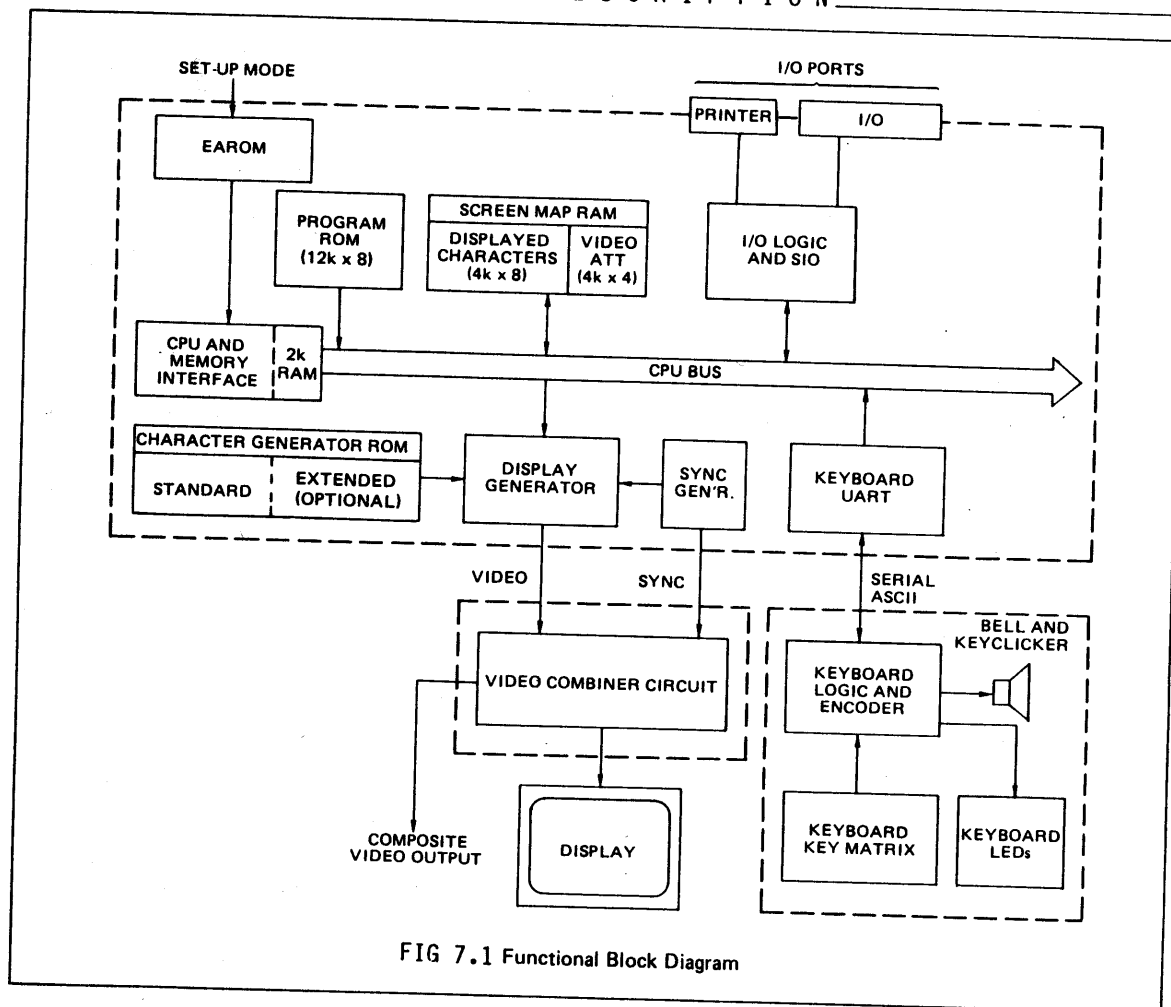 SET-UP MODE
I/O PORTS
PRINTER
I/O
EAROM
PROGRAM
ROM
(12k x 8)
SCREEN MAP RAM
DISPLAYED
CHARACTERS
(4k x 8)
VIDEO
ATT
(4k x 4)
I/O LOGIC
AND SIO
CPU AND
MEMORY
INTERFACE
2k
RAM
CPU BUS
CHARACTER GENERATOR ROM
STANDARD
EXTENDED
(OPTIONAL)
DISPLAY
GENERATOR
SYNC
GEN'R.
KEYBOARD
UART
VIDEO
SYNC
SERIAL
ASCII
BELL AND
KEYCLICKER
VIDEO COMBINER CIRCUIT
KEYBOARD
LOGIC AND
ENCODER
COMPOSITE
VIDEO OUTPUT
DISPLAY
KEYBOARD
KEY MATRIX
KEYBOARD
LEDs
FIG 7.1 Functional Block Diagram